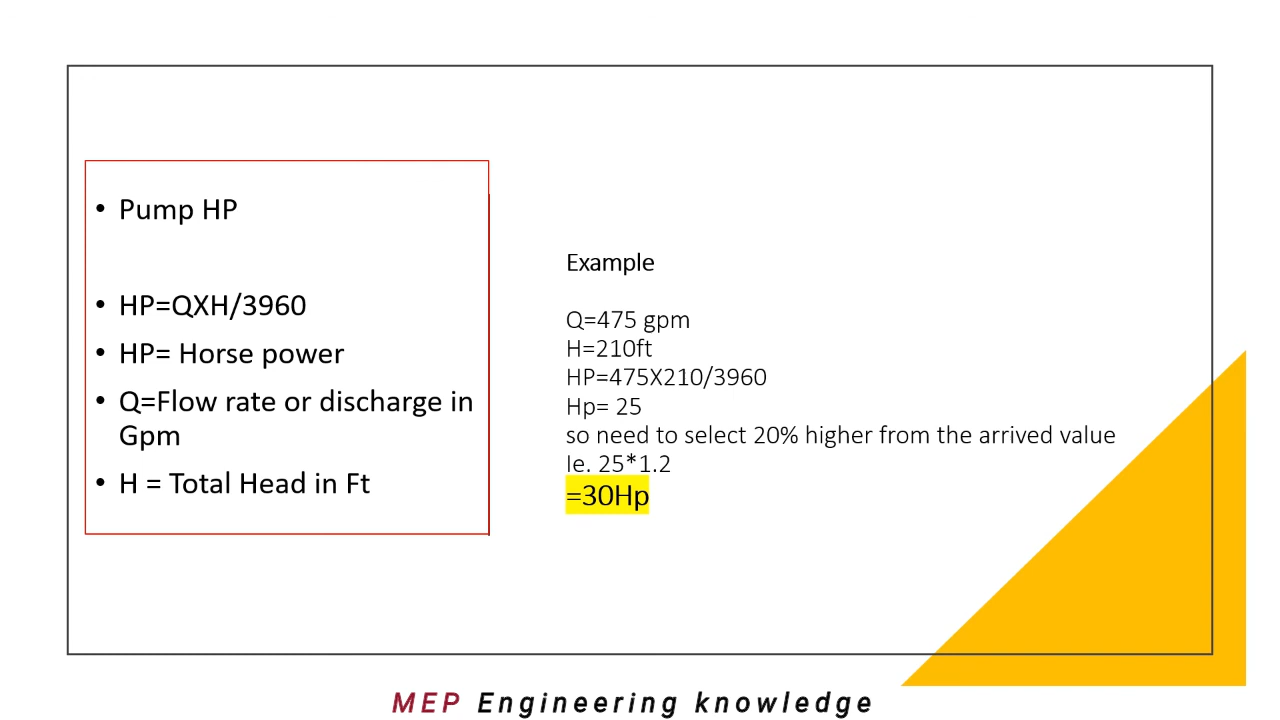 • Pump HP
• HP=QXH/3960
• HP= Horse power
• Q=Flow rate or discharge in
Gpm
• H = Total Head in Ft
Example
Q=475 gpm
H=210ft
HP=475X210/3960
Hp= 25
so need to select 20% higher from the arrived value
Ie. 25*1.2
=30Hp
MEP Engineering knowledge